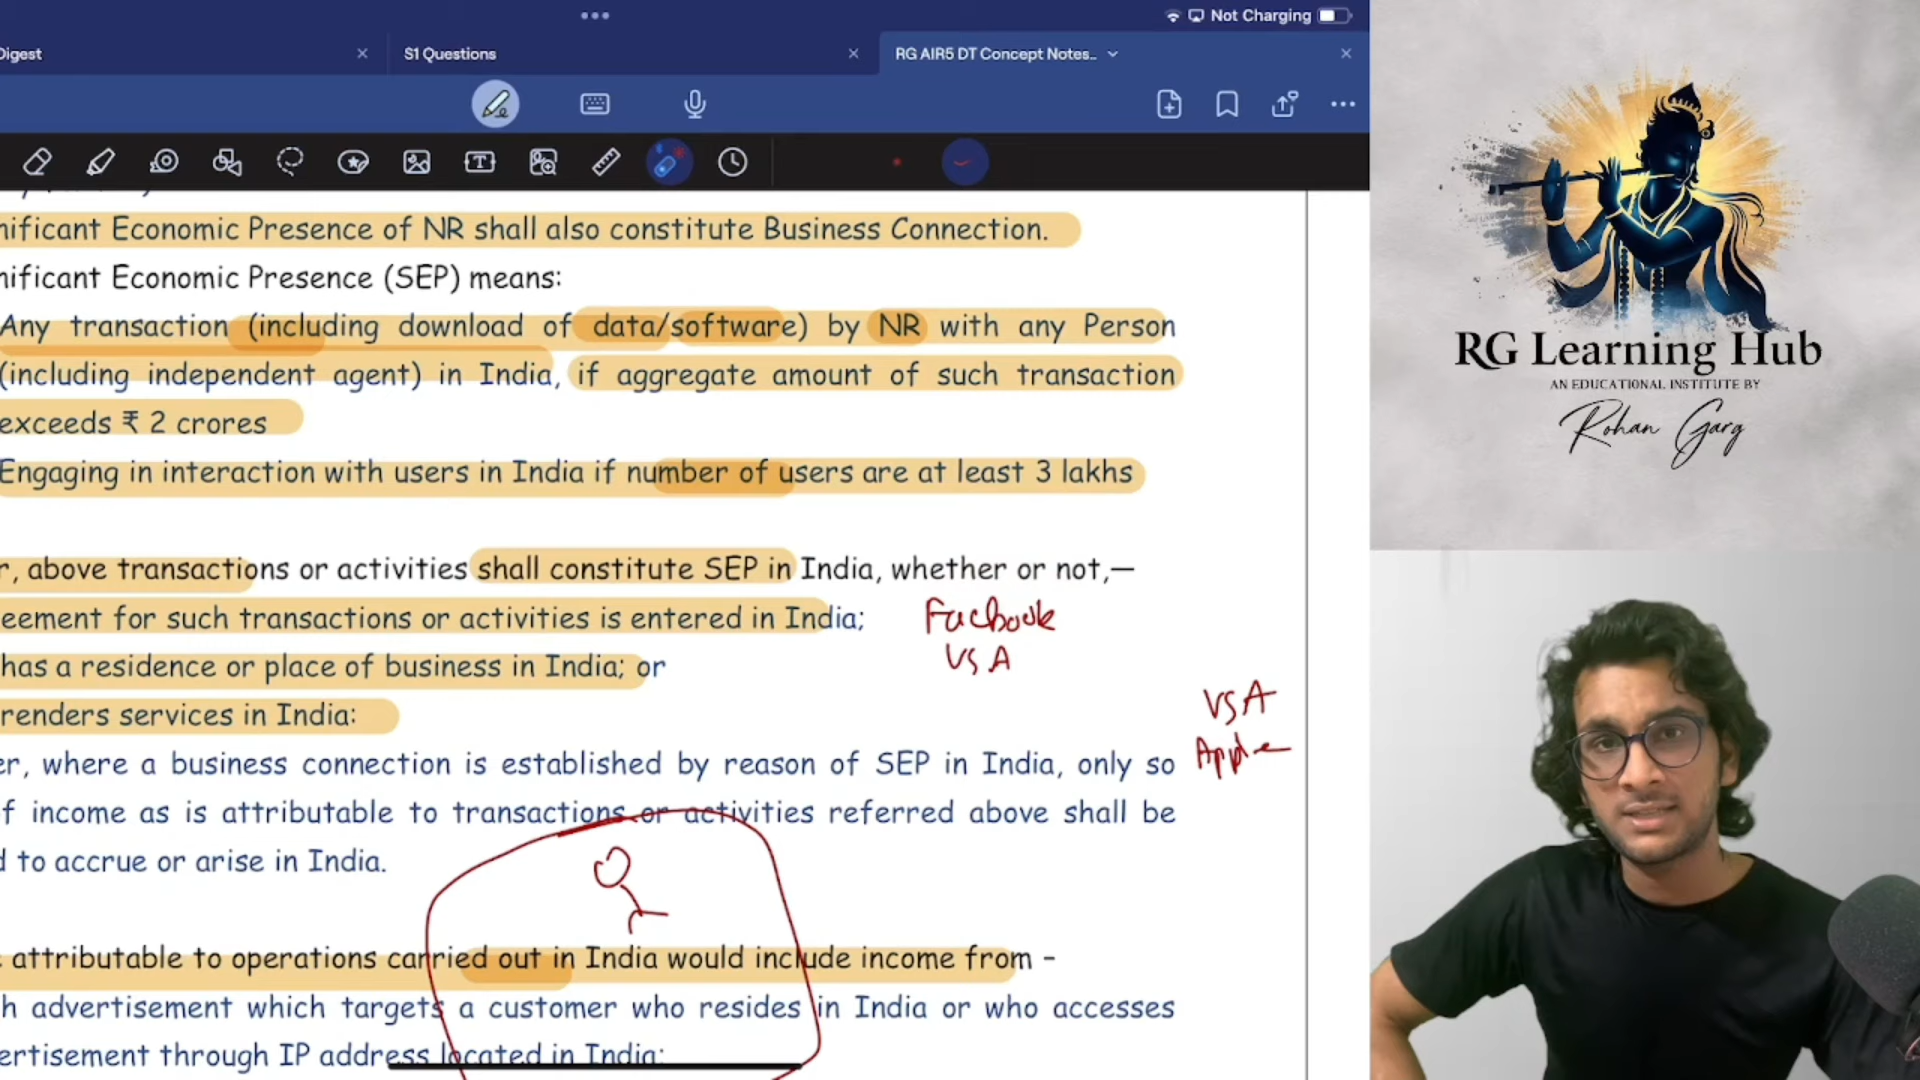 Not Charging
Digest
S1 Questions
RG AIR5 DT Concept Notes..
nificant Economic Presence of NR shall also constitute Business Connection.
nificant Economic Presence (SEP) means:
Any transaction (including download of data/software) by NR with any Person
(including independent agent) in India, if aggregate amount of such transaction
exceeds ₹ 2 crores
Engaging in interaction with users in India if number of users are at least 3 lakhs
r, above transactions or activities shall constitute SEP in India, whether or not,—
eement for such transactions or activities is entered in India;
Facbook
USA
has a residence or place of business in India; or
renders services in India:
USA
Apple
er, where a business connection is established by reason of SEP in India, only so
f income as is attributable to transactions or activities referred above shall be
d to accrue or arise in India.
attributable to operations carried out in India would include income from -
h advertisement which targets a customer who resides in India or who accesses
ertisement through IP address located in India;
RG Learning Hub
AN EDUCATIONAL INSTITUTE BY
Rohan Garg